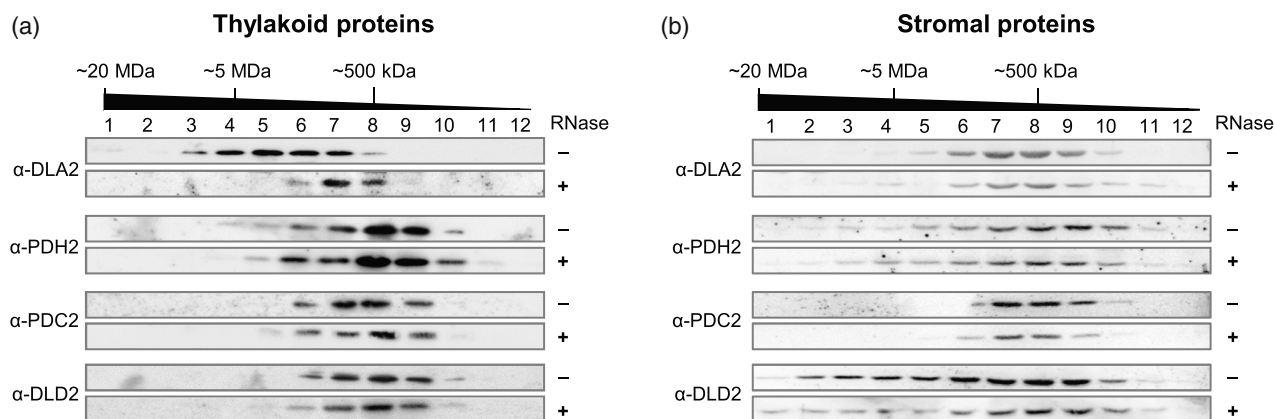 (a) Thylakoid proteins
~20 MDa ~5 MDa ~500 kDa
1 2 3 4 5 6 7 8 9 10 11 12 RNase
α-DLA2 –
+
α-PDH2 –
+
α-PDC2 –
+
α-DLD2 –
+
(b) Stromal proteins
~20 MDa ~5 MDa ~500 kDa
1 2 3 4 5 6 7 8 9 10 11 12 RNase
α-DLA2 –
+
α-PDH2 –
+
α-PDC2 –
+
α-DLD2 –
+